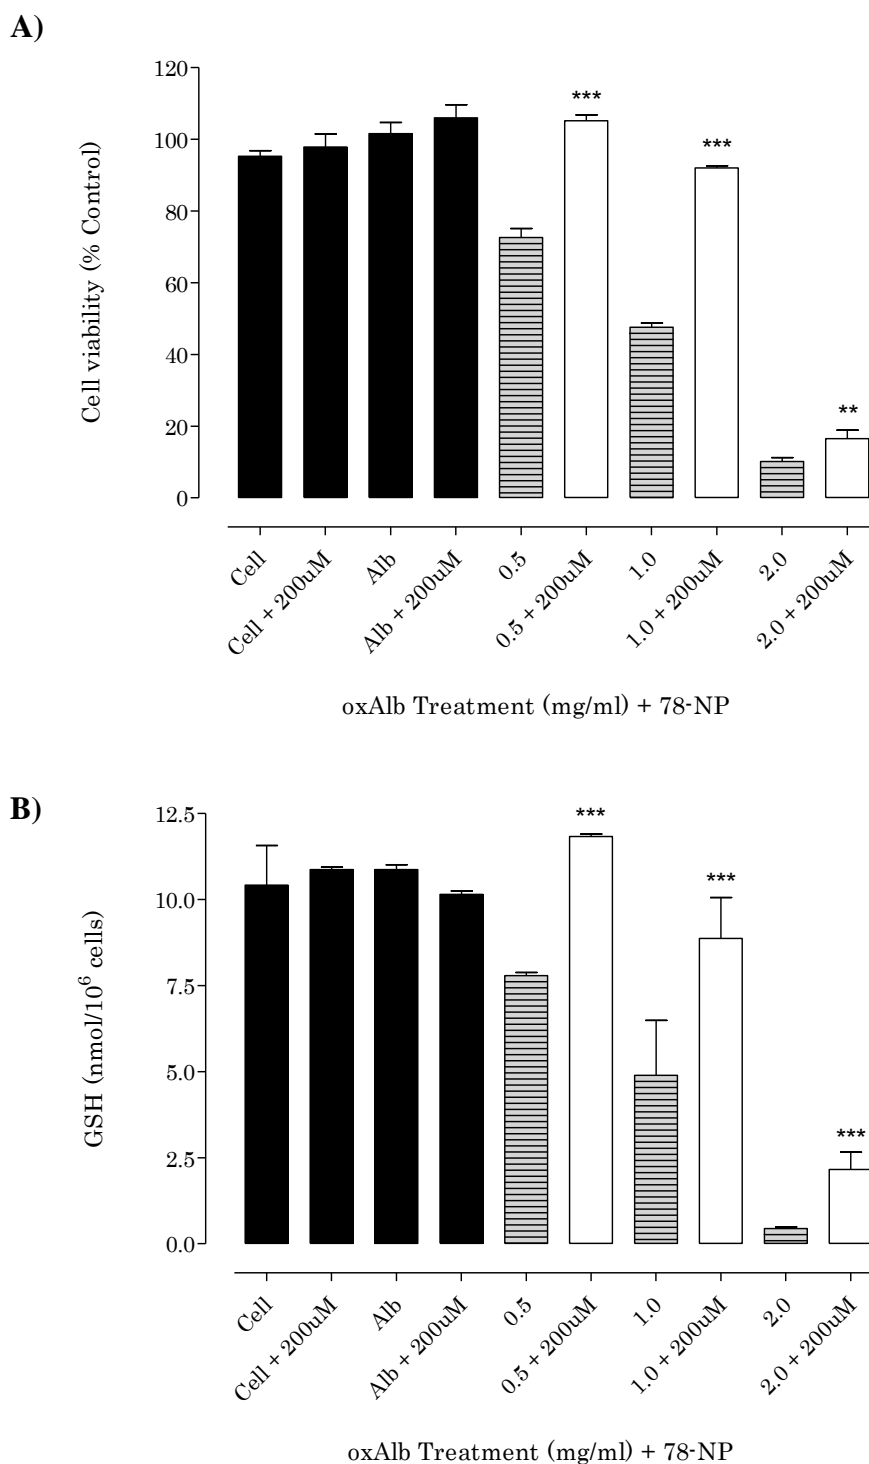 A)
Cell viability (% Control)
120
100
80
60
40
20
0
***
***
**
Cell
Cell + 200uM
Alb
Alb + 200uM
0.5
0.5 + 200uM
1.0
1.0 + 200uM
2.0
2.0 + 200uM
oxAlb Treatment (mg/ml) + 78-NP
B)
GSH (nmol/10⁶ cells)
12.5
10.0
7.5
5.0
2.5
0.0
***
***
***
Cell
Cell + 200uM
Alb
Alb + 200uM
0.5
0.5 + 200uM
1.0
1.0 + 200uM
2.0
2.0 + 200uM
oxAlb Treatment (mg/ml) + 78-NP